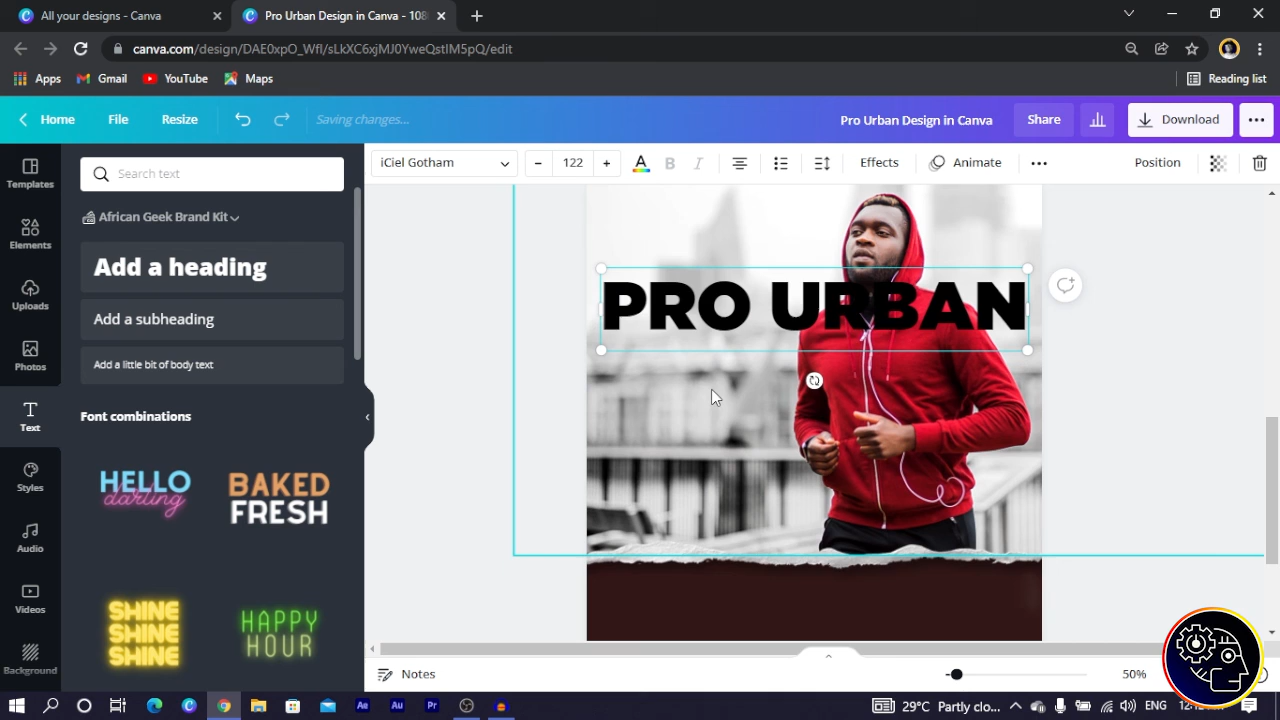 All your designs - Canva
Pro Urban Design in Canva - 108
canva.com/design/DAE0xpO_WfI/sLkXC6xjMJ0YweQstIM5pQ/edit
Apps
Gmail
YouTube
Maps
Reading list
Home
File
Resize
Saving changes...
Pro Urban Design in Canva
Share
Download
Templates
Elements
Uploads
Photos
Text
Styles
Audio
Videos
Background
Search text
African Geek Brand Kit
Add a heading
Add a subheading
Add a little bit of body text
Font combinations
HELLO
darling
BAKED
FRESH
SHINE
SHINE
SHINE
HAPPY
HOUR
iCiel Gotham
- 122 +
A B I
Effects
Animate
Position
PRO URBAN
Notes
50%
Ae
Au
Pr
29°C Partly clo...
ENG